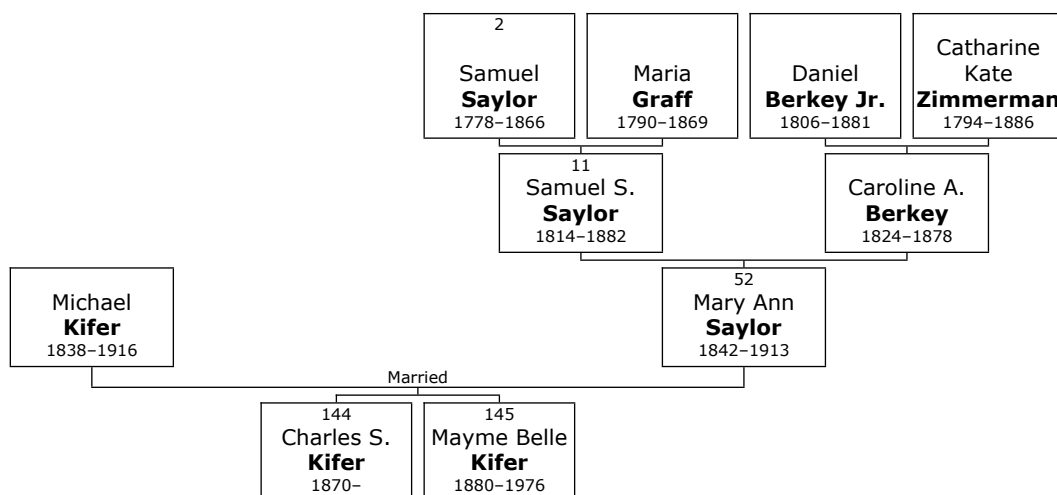 2
Samuel
Saylor
1778–1866
Maria
Graff
1790–1869
Daniel
Berkey Jr.
1806–1881
Catharine
Kate
Zimmerman
1794–1886
11
Samuel S.
Saylor
1814–1882
Caroline A.
Berkey
1824–1878
Michael
Kifer
1838–1916
52
Mary Ann
Saylor
1842–1913
Married
144
Charles S.
Kifer
1870–
145
Mayme Belle
Kifer
1880–1976